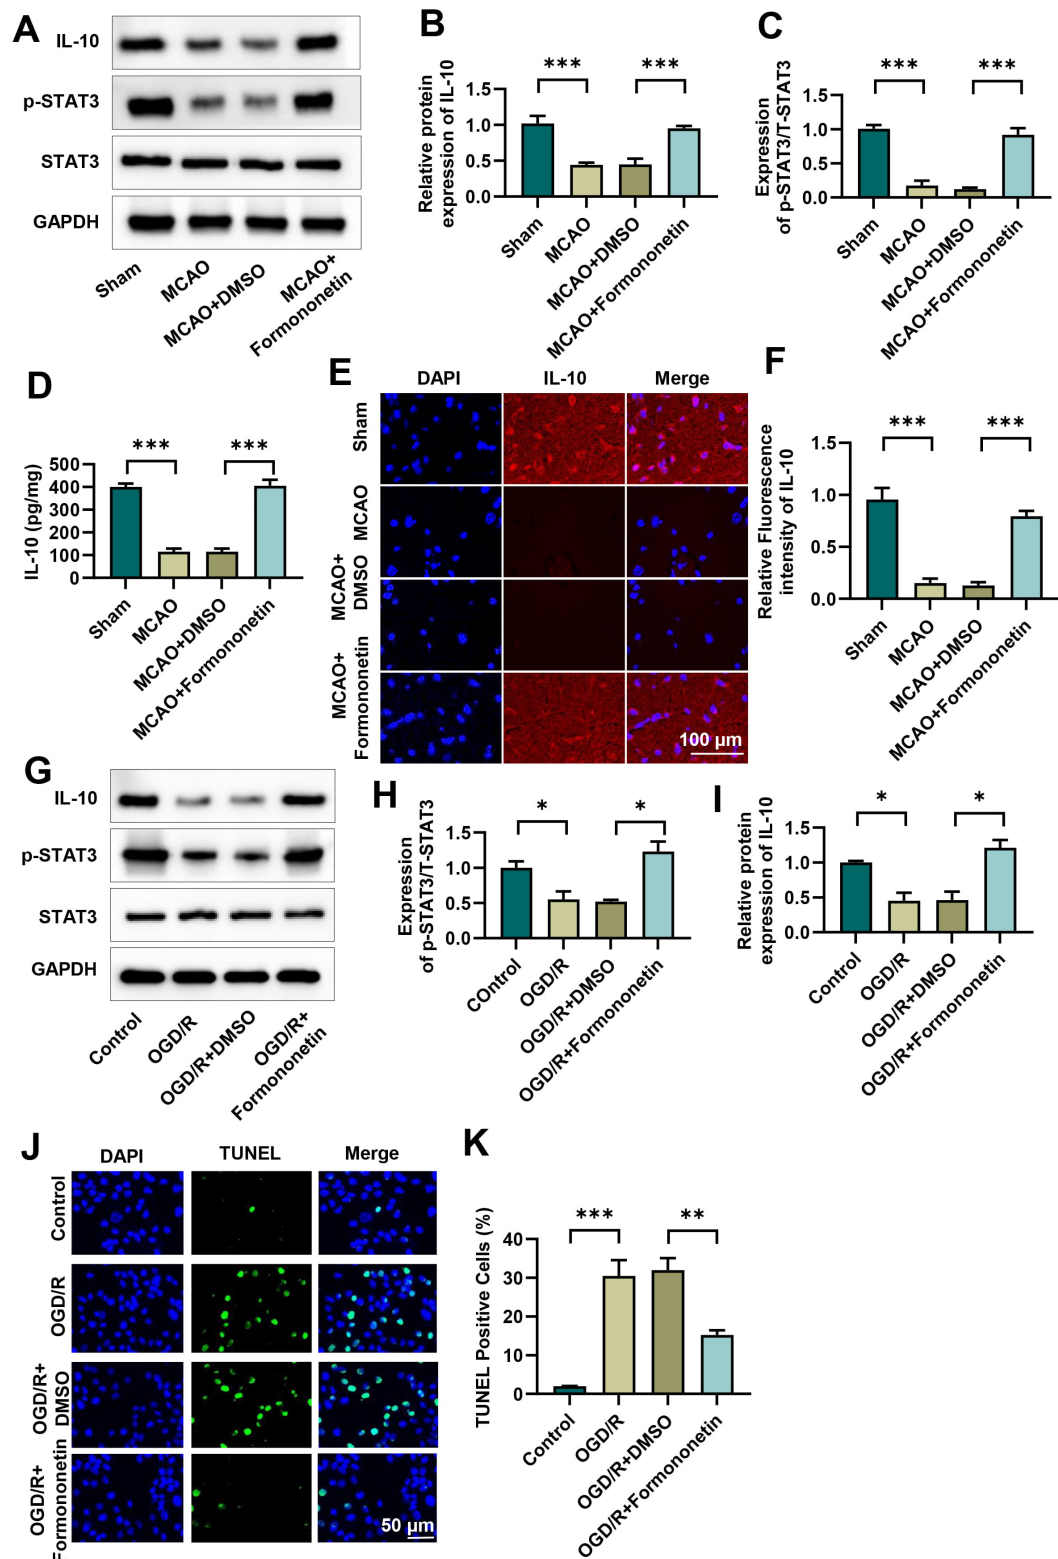 A
IL-10
p-STAT3
STAT3
GAPDH
Sham
MCAO
MCAO+DMSO
MCAO+
Formononetin
B
Relative protein
expression of IL-10
1.5
1.0
0.5
0.0
***
***
Sham
MCAO
MCAO+DMSO
MCAO+Formononetin
C
Expression
of p-STAT3/T-STAT3
1.5
1.0
0.5
0.0
***
***
Sham
MCAO
MCAO+DMSO
MCAO+Formononetin
D
IL-10 (pg/mg)
500
400
300
200
100
0
***
***
Sham
MCAO
MCAO+DMSO
MCAO+Formononetin
E
DAPI
IL-10
Merge
Sham
MCAO
MCAO+
DMSO
MCAO+
Formononetin
100 µm
F
Relative Fluorescence
intensity of IL-10
1.5
1.0
0.5
0.0
***
***
Sham
MCAO
MCAO+DMSO
MCAO+Formononetin
G
IL-10
p-STAT3
STAT3
GAPDH
Control
OGD/R
OGD/R+DMSO
OGD/R+
Formononetin
H
Expression
of p-STAT3/T-STAT3
1.5
1.0
0.5
0.0
*
*
COntrol
OGD/R
OGD/R+DMSO
OGD/R+Formononetin
I
Relative protein
expression of IL-10
1.5
1.0
0.5
0.0
*
*
Control
OGD/R
OGD/R+DMSO
OGD/R+Formononetin
J
DAPI
TUNEL
Merge
Control
OGD/R
OGD/R+
DMSO
OGD/R+
Formononetin
50 µm
K
TUNEL Positive Cells (%)
40
30
20
10
0
***
**
Control
OGD/R
OGD/R+DMSO
OGD/R+Formononetin